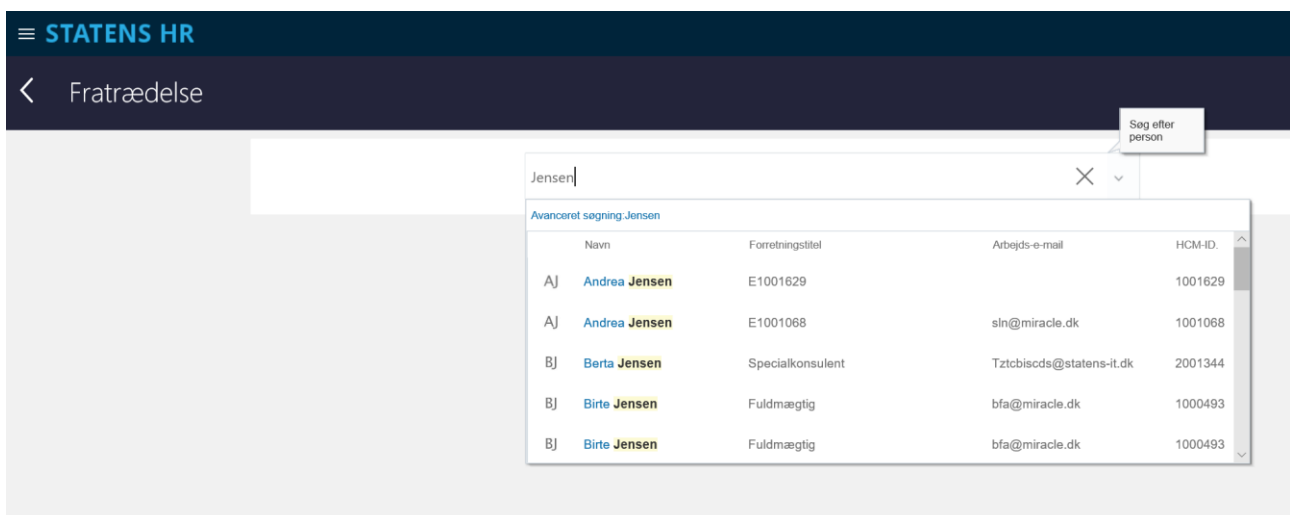 STATENS HR
Fratrædelse
Søg efter
person
Jensen
Avanceret søgning:Jensen
Navn Forretningstitel Arbejds-e-mail HCM-ID.
AJ Andrea Jensen E1001629 1001629
AJ Andrea Jensen E1001068 sln@miracle.dk 1001068
BJ Berta Jensen Specialkonsulent Tztcbiscds@statens-it.dk 2001344
BJ Birte Jensen Fuldmægtig bfa@miracle.dk 1000493
BJ Birte Jensen Fuldmægtig bfa@miracle.dk 1000493